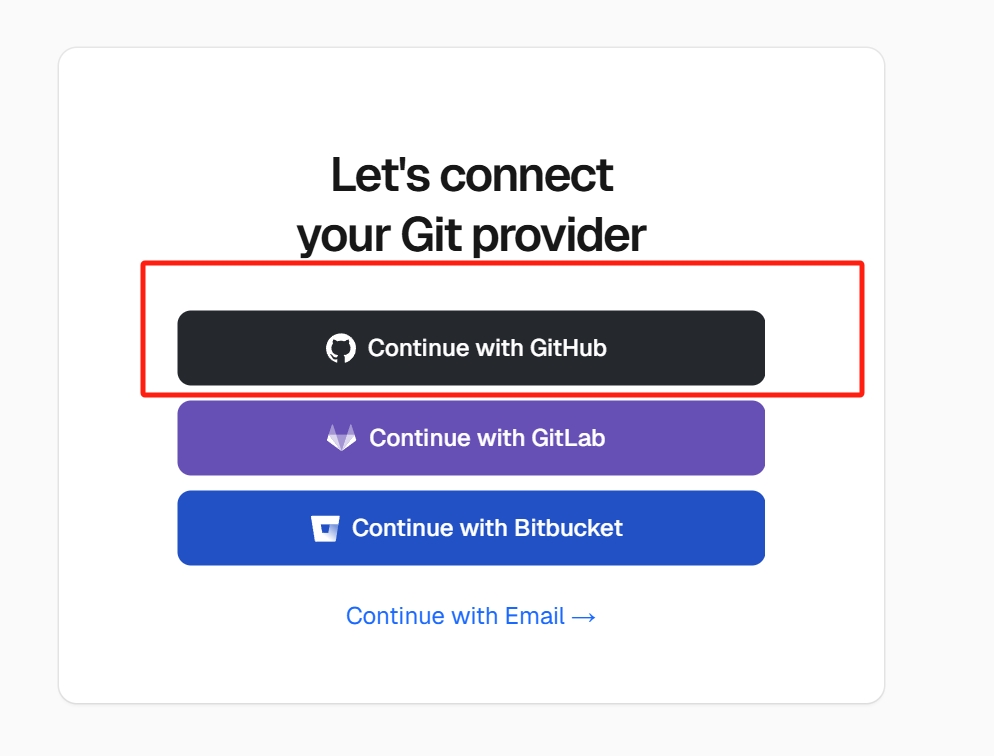 Let's connect
your Git provider
Continue with GitHub
Continue with GitLab
Continue with Bitbucket
Continue with Email →